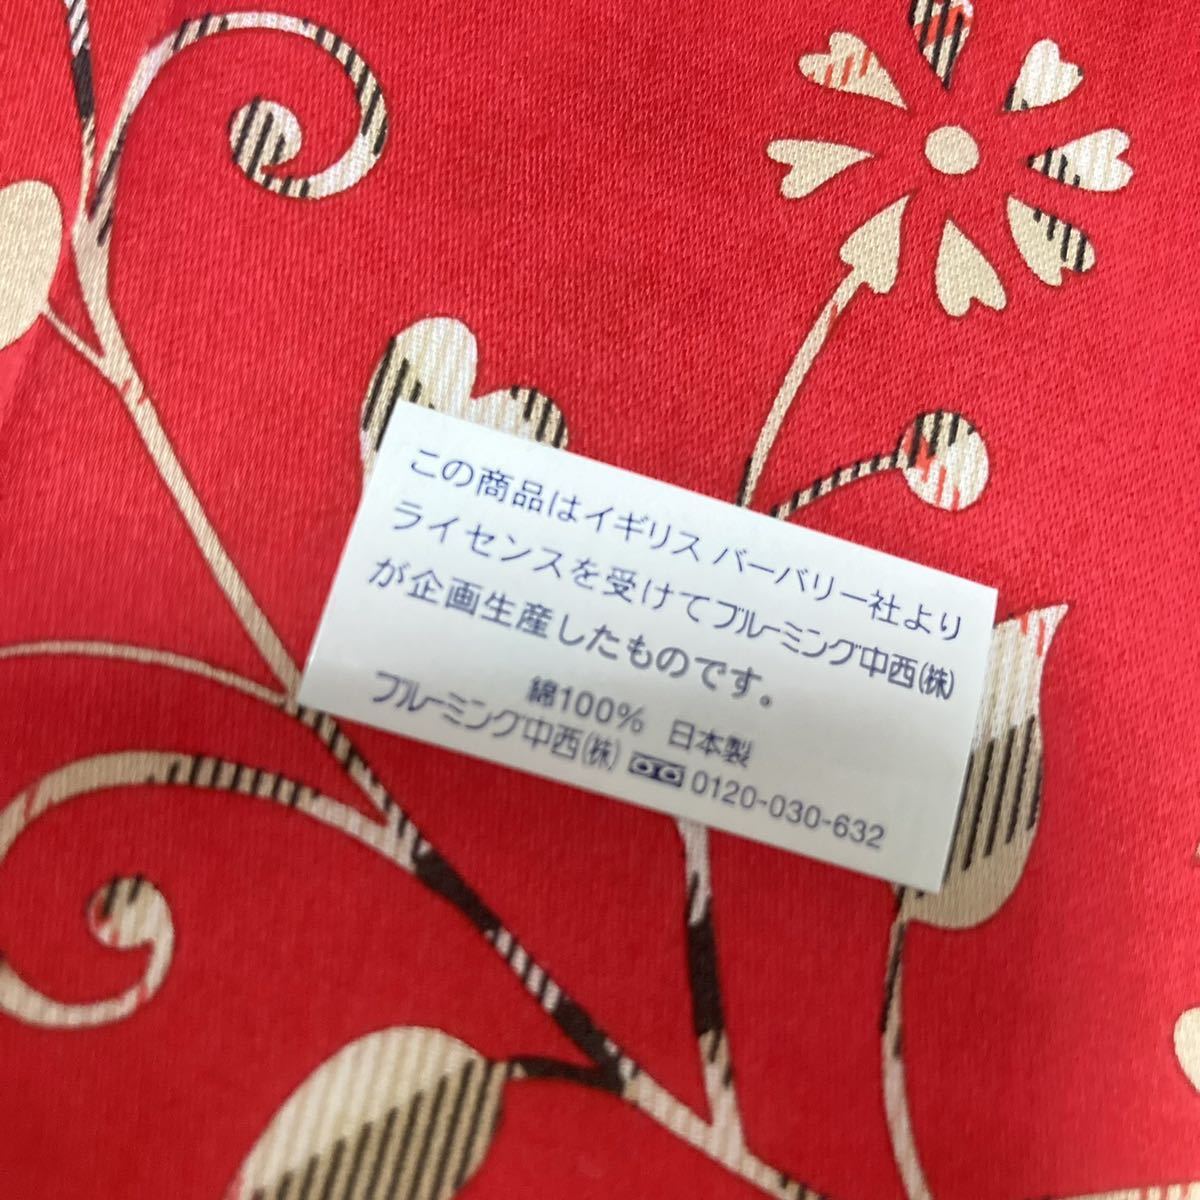 この商品はイギリス バーバリー社より
ライセンスを受けてブルーミング中西(株)
が企画生産したものです。
綿100% 日本製
ブルーミング中西(株) 0120-030-632